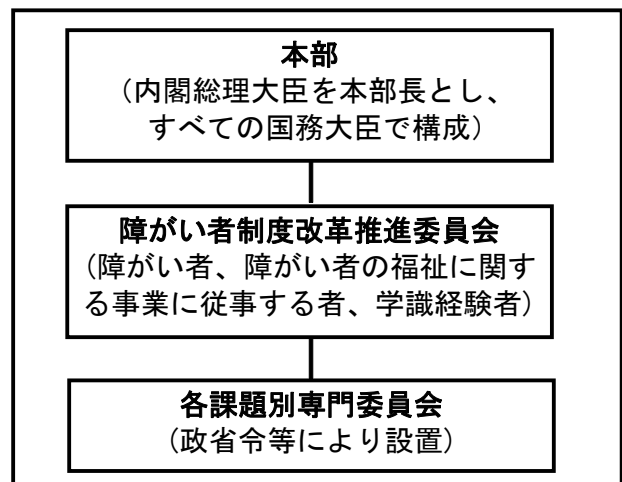 本部
(内閣総理大臣を本部長とし、
すべての国務大臣で構成)
障がい者制度改革推進委員会
(障がい者、障がい者の福祉に関す
る事業に従事する者、学識経験者)
各課題別専門委員会
(政省令等により設置)